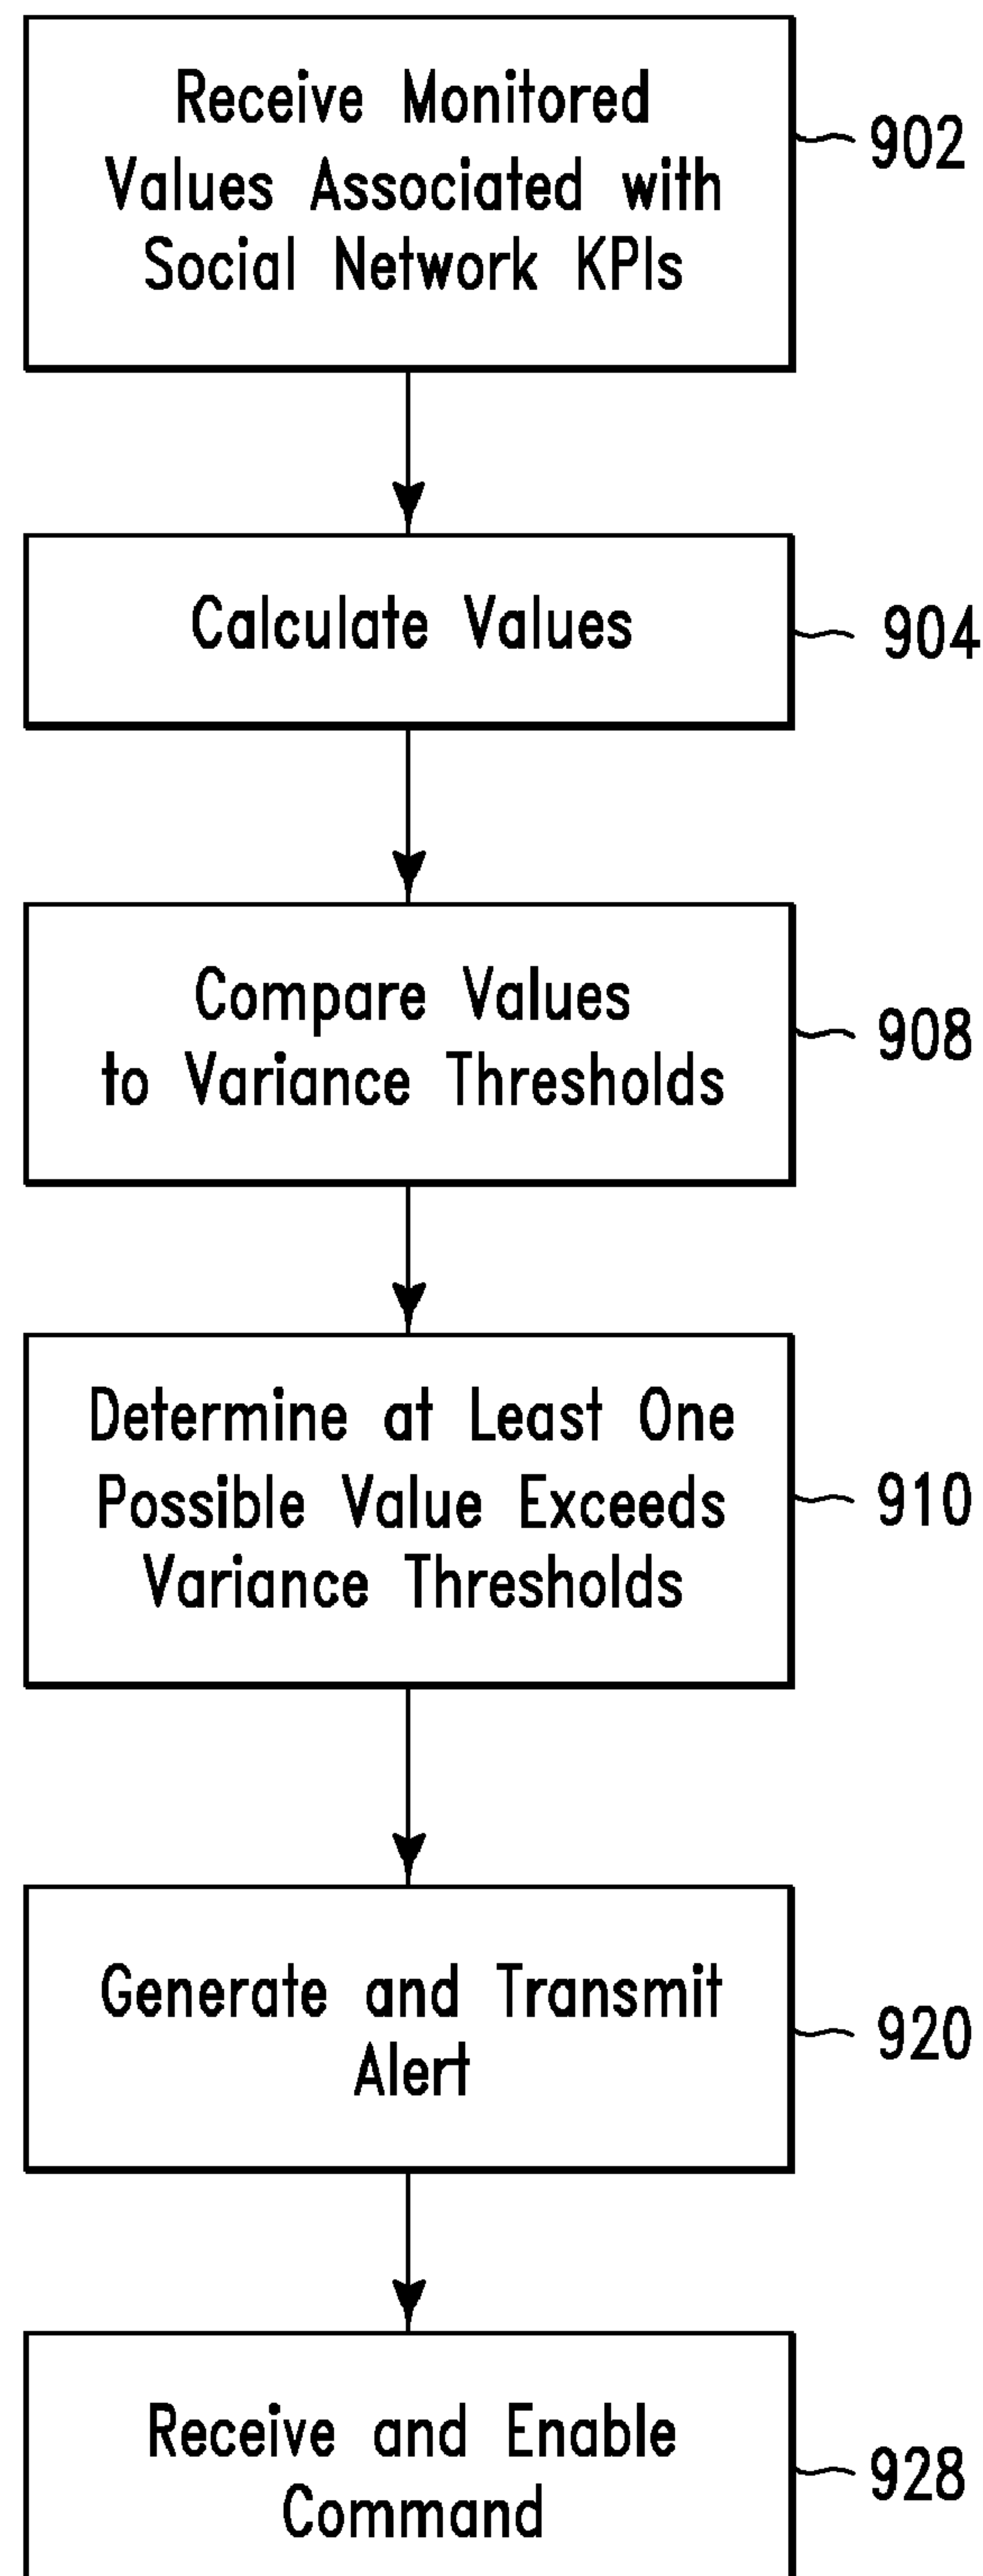 Receive Monitored
Values Associated with
Social Network KPIs
902
Calculate Values
904
Compare Values
to Variance Thresholds
908
Determine at Least One
Possible Value Exceeds
Variance Thresholds
910
Generate and Transmit
Alert
920
Receive and Enable
Command
928